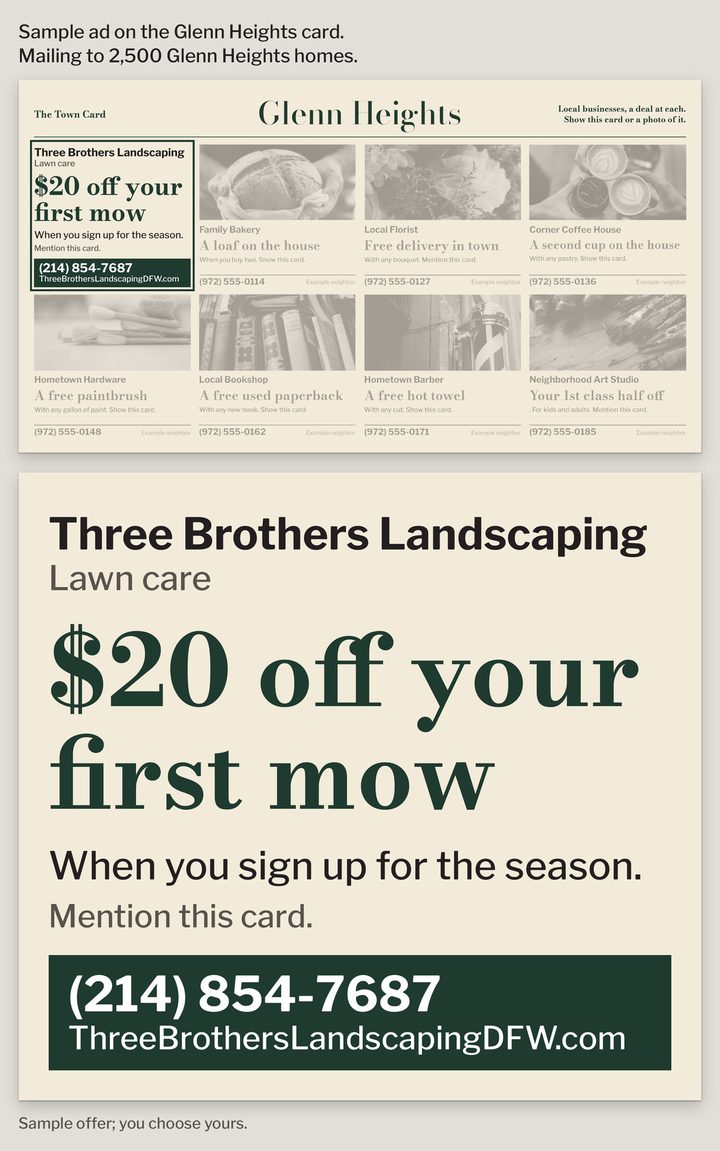 Sample ad on the Glenn Heights card.
Mailing to 2,500 Glenn Heights homes.
The Town Card
Glenn Heights
Local businesses, a deal at each.
Show this card or a photo of it.
Three Brothers Landscaping
Lawn care
$20 off your
first mow
When you sign up for the season.
Mention this card.
(214) 854-7687
ThreeBrothersLandscapingDFW.com
Family Bakery
A loaf on the house
When you buy two. Show this card.
(972) 555-0114
Example neighbor
Local Florist
Free delivery in town
With any bouquet. Mention this card.
(972) 555-0127
Example neighbor
Corner Coffee House
A second cup on the house
With any pastry. Show this card.
(972) 555-0136
Example neighbor
Hometown Hardware
A free paintbrush
With any gallon of paint. Show this card.
(972) 555-0148
Example neighbor
Local Bookshop
A free used paperback
With any new book. Show this card.
(972) 555-0162
Example neighbor
Hometown Barber
A free hot towel
With any cut. Show this card.
(972) 555-0171
Example neighbor
Neighborhood Art Studio
Your 1st class half off
For kids and adults. Mention this card.
(972) 555-0185
Example neighbor
Three Brothers Landscaping
Lawn care
$20 off your
first mow
When you sign up for the season.
Mention this card.
(214) 854-7687
ThreeBrothersLandscapingDFW.com
Sample offer; you choose yours.